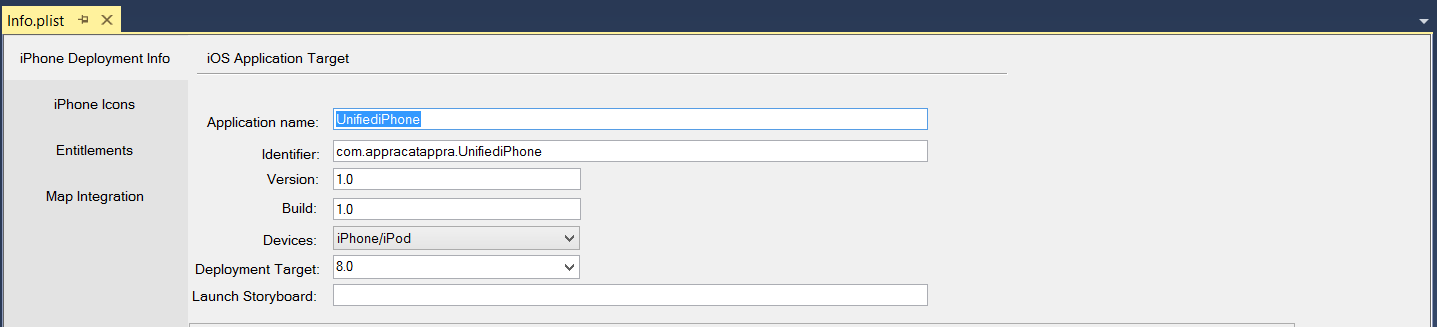 Info.plist
iPhone Deployment Info
iPhone Icons
Entitlements
Map Integration
iOS Application Target
Application name: UnifiediPhone
Identifier: com.appracatappra.UnifiediPhone
Version: 1.0
Build: 1.0
Devices: iPhone/iPod
Deployment Target: 8.0
Launch Storyboard: